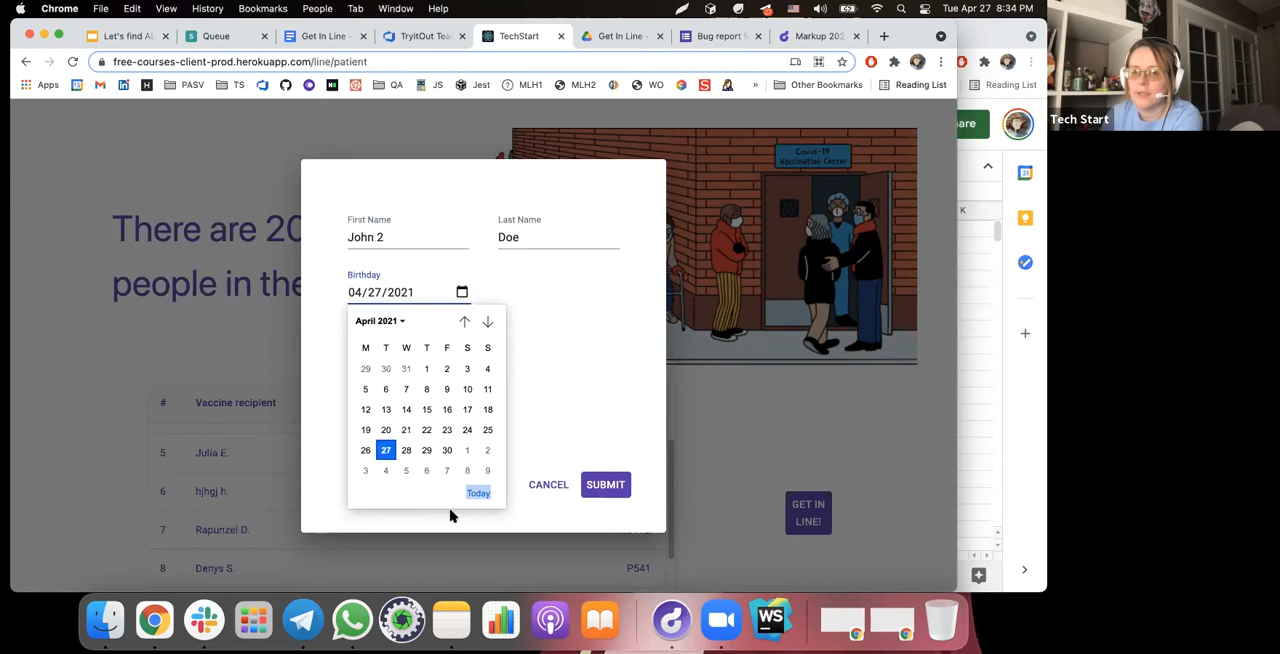 Chrome File Edit View History Bookmarks People Tab Window Help Tue Apr 27 8:34 PM
Let's find A Queue Get In Line - TryItOut Tea TechStart Get In Line - Bug report f Markup 202
free-courses-client-prod.herokuapp.com/line/patient
Apps PASV TS QA JS Jest MLH1 MLH2 WO » Other Bookmarks Reading List Reading List
Tech Start
are
K
Covid-19
Vaccination Center
There are 20
people in the
First Name Last Name
John 2 Doe
Birthday
04/27/2021
April 2021
M T W T F S S
29 30 31 1 2 3 4
5 6 7 8 9 10 11
12 13 14 15 16 17 18
19 20 21 22 23 24 25
26 27 28 29 30 1 2
3 4 5 6 7 8 9
Today
CANCEL SUBMIT
# Vaccine recipient
5 Julia E.
6 hjhgj h.
7 Rapunzel D.
8 Denys S. P541
GET IN
LINE!
WS